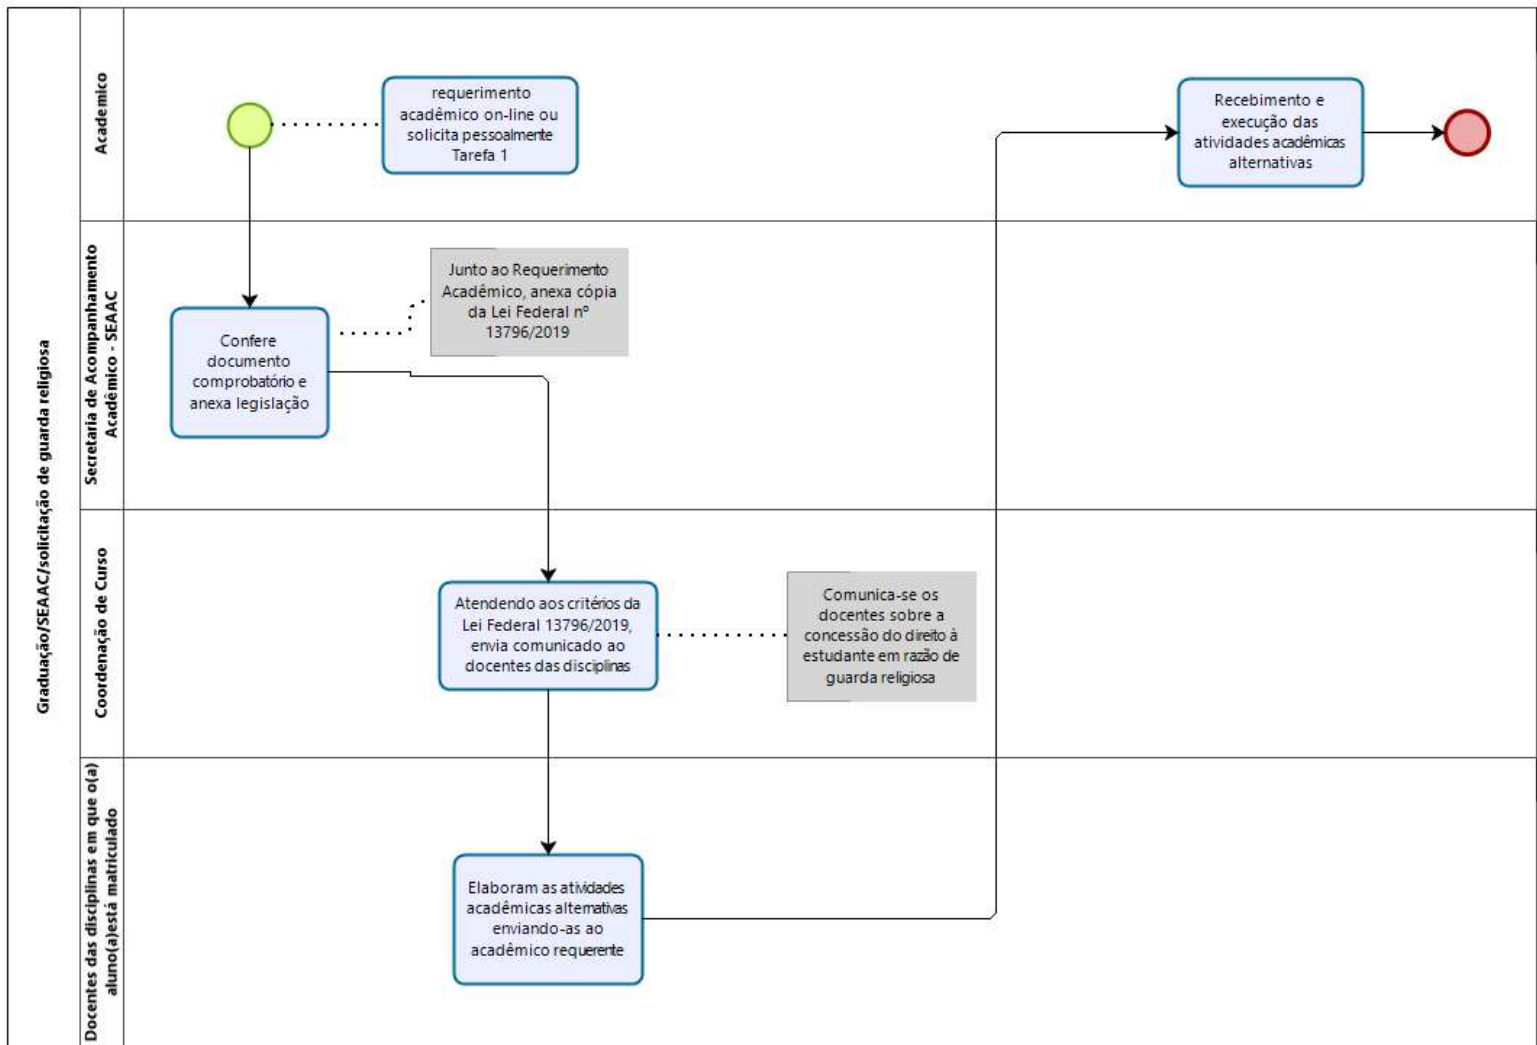 Graduação/SEAAC/solicitação de guarda religiosa
Academico
requerimento
acadêmico on-line ou
solicita pessoalmente
Tarefa 1
Recebimento e
execução das
atividades acadêmicas
alternativas
Secretaria de Acompanhamento
Acadêmico - SEAAC
Junto ao Requerimento
Acadêmico, anexa cópia
da Lei Federal nº
13796/2019
Confere
documento
comprobatório e
anexa legislação
Coordenação de Curso
Atendendo aos critérios da
Lei Federal 13796/2019,
envia comunicado ao
docentes das disciplinas
Comunica-se os
docentes sobre a
concessão do direito à
estudante em razão de
guarda religiosa
Docentes das disciplinas em que o(a)
aluno(a)está matriculado
Elaboram as atividades
acadêmicas alternativas
enviando-as ao
acadêmico requerente